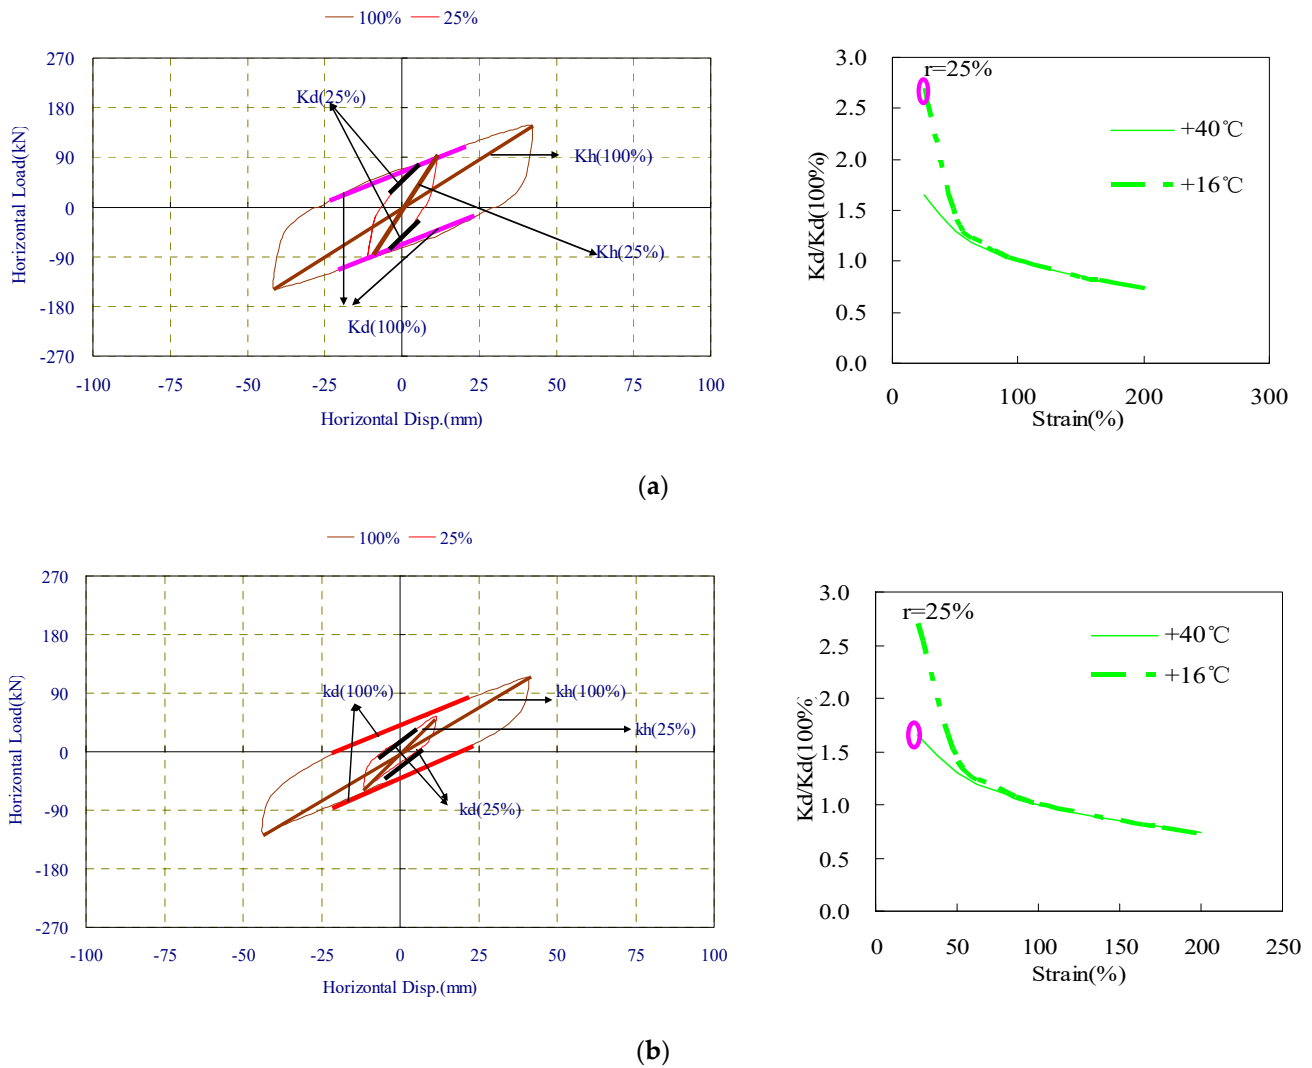 100% 25%
270
180
90
0
-90
-180
-270
-100 -75 -50 -25 0 25 50 75 100
Horizontal Load(kN)
Horizontal Disp.(mm)
Kd(25%)
Kh(100%)
Kh(25%)
Kd(100%)
3.0
2.5
2.0
1.5
1.0
0.5
0.0
0 100 200 300
Kd/Kd(100%)
Strain(%)
r=25%
+40℃
+16℃
(a)
100% 25%
270
180
90
0
-90
-180
-270
-100 -75 -50 -25 0 25 50 75 100
Horizontal Load(kN)
Horizontal Disp.(mm)
kd(100%)
kh(100%)
kh(25%)
kd(25%)
3.0
2.5
2.0
1.5
1.0
0.5
0.0
0 50 100 150 200 250
Kd/Kd(100%
Strain(%)
r=25%
+40℃
+16℃
(b)